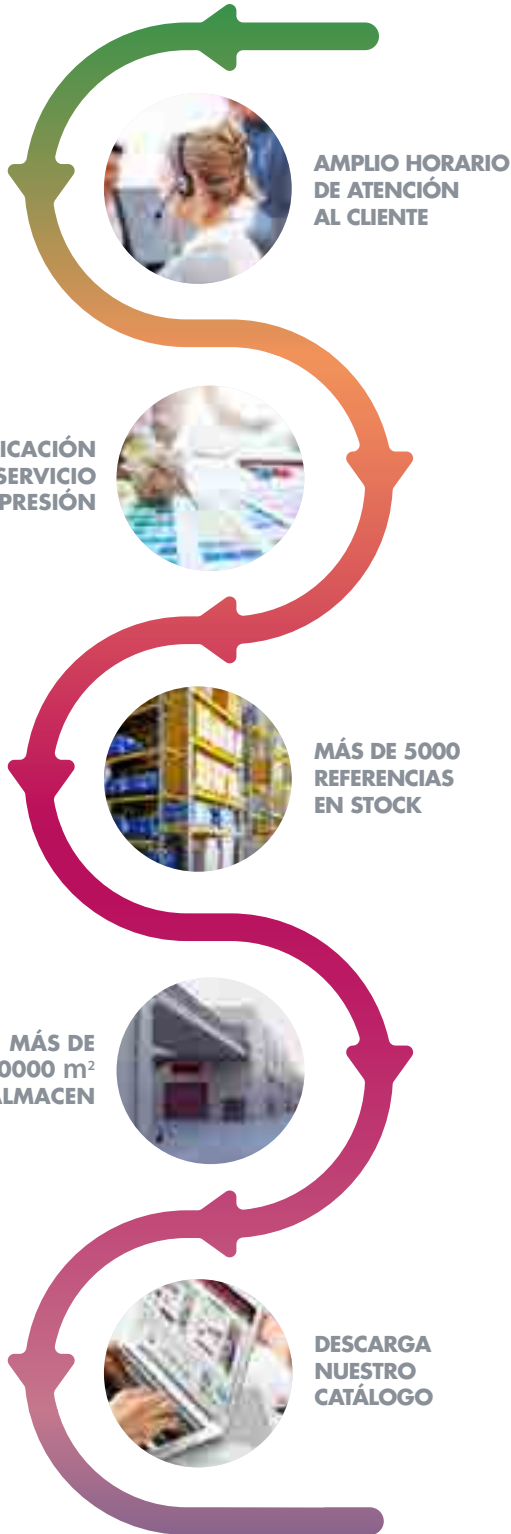 AMPLIO HORARIO
DE ATENCIÓN
AL CLIENTE
ICACIÓN
SERVICIO
PRESIÓN
MÁS DE 5000
REFERENCIAS
EN STOCK
MÁS DE
0000 m²
ALMACEN
DESCARGA
NUESTRO
CATÁLOGO